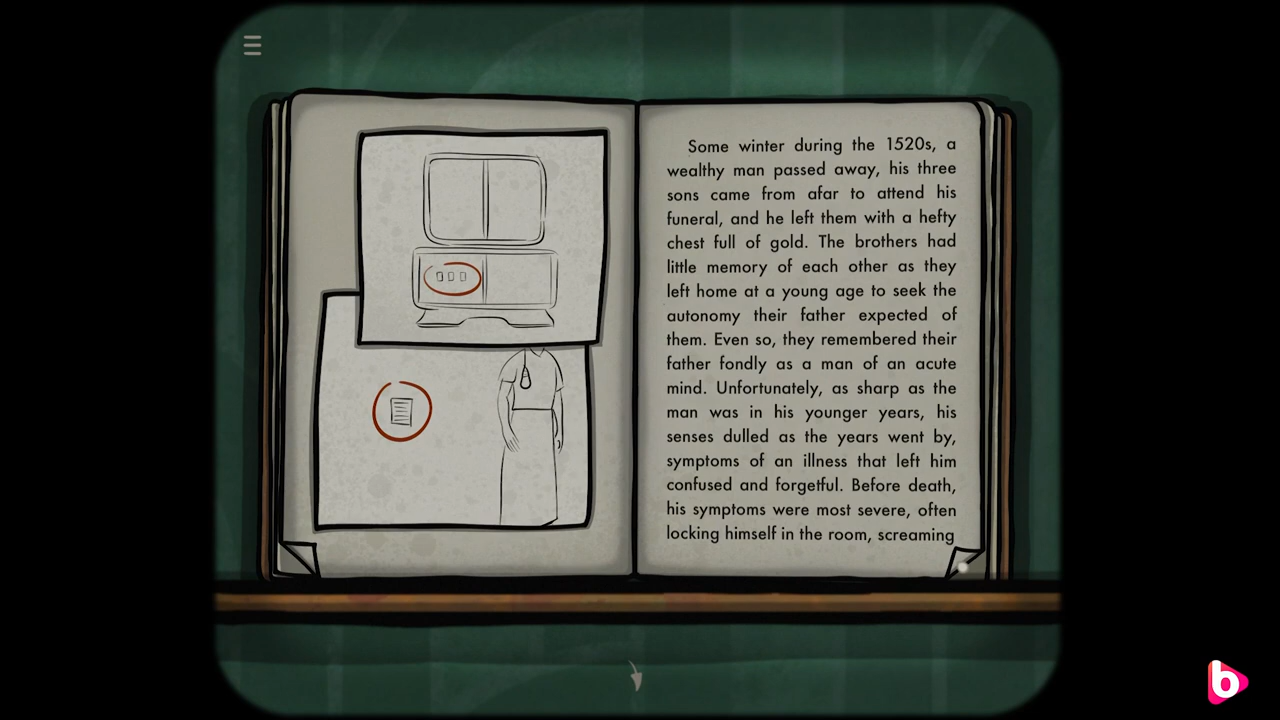 Some winter during the 1520s, a
wealthy man passed away, his three
sons came from afar to attend his
funeral, and he left them with a hefty
chest full of gold. The brothers had
little memory of each other as they
left home at a young age to seek the
autonomy their father expected of
them. Even so, they remembered their
father fondly as a man of an acute
mind. Unfortunately, as sharp as the
man was in his younger years, his
senses dulled as the years went by,
symptoms of an illness that left him
confused and forgetful. Before death,
his symptoms were most severe, often
locking himself in the room, screaming
b